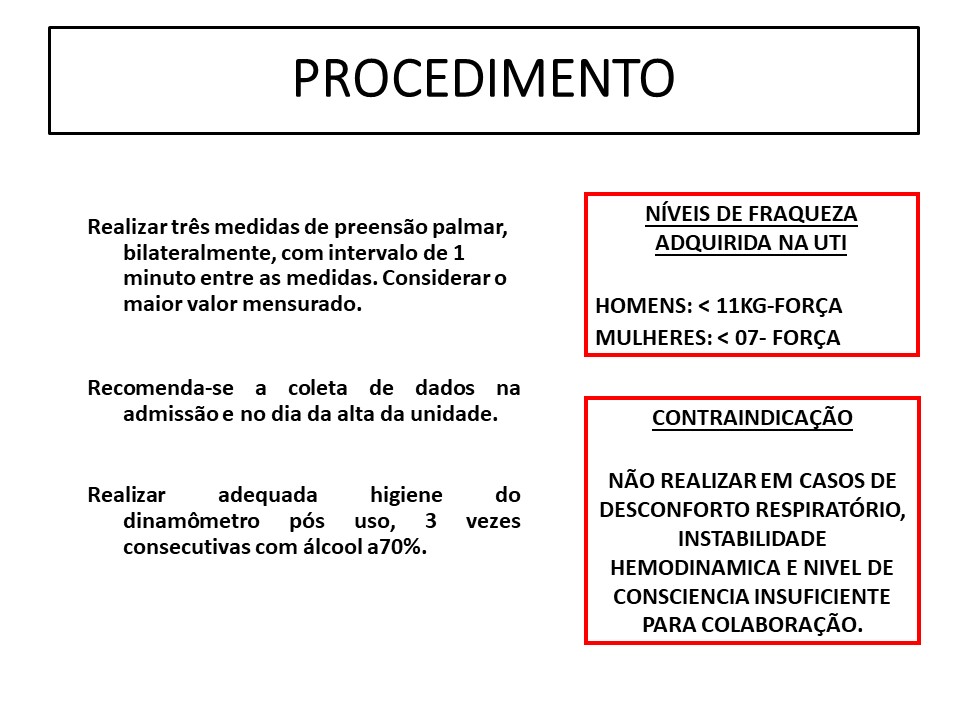 PROCEDIMENTO
Realizar três medidas de preensão palmar,
bilateralmente, com intervalo de 1
minuto entre as medidas. Considerar o
maior valor mensurado.
Recomenda-se a coleta de dados na
admissão e no dia da alta da unidade.
Realizar adequada higiene do
dinamômetro pós uso, 3 vezes
consecutivas com álcool a70%.
NÍVEIS DE FRAQUEZA
ADQUIRIDA NA UTI
HOMENS: < 11KG-FORÇA
MULHERES: < 07- FORÇA
CONTRAINDICAÇÃO
NÃO REALIZAR EM CASOS DE
DESCONFORTO RESPIRATÓRIO,
INSTABILIDADE
HEMODINAMICA E NIVEL DE
CONSCIENCIA INSUFICIENTE
PARA COLABORAÇÃO.